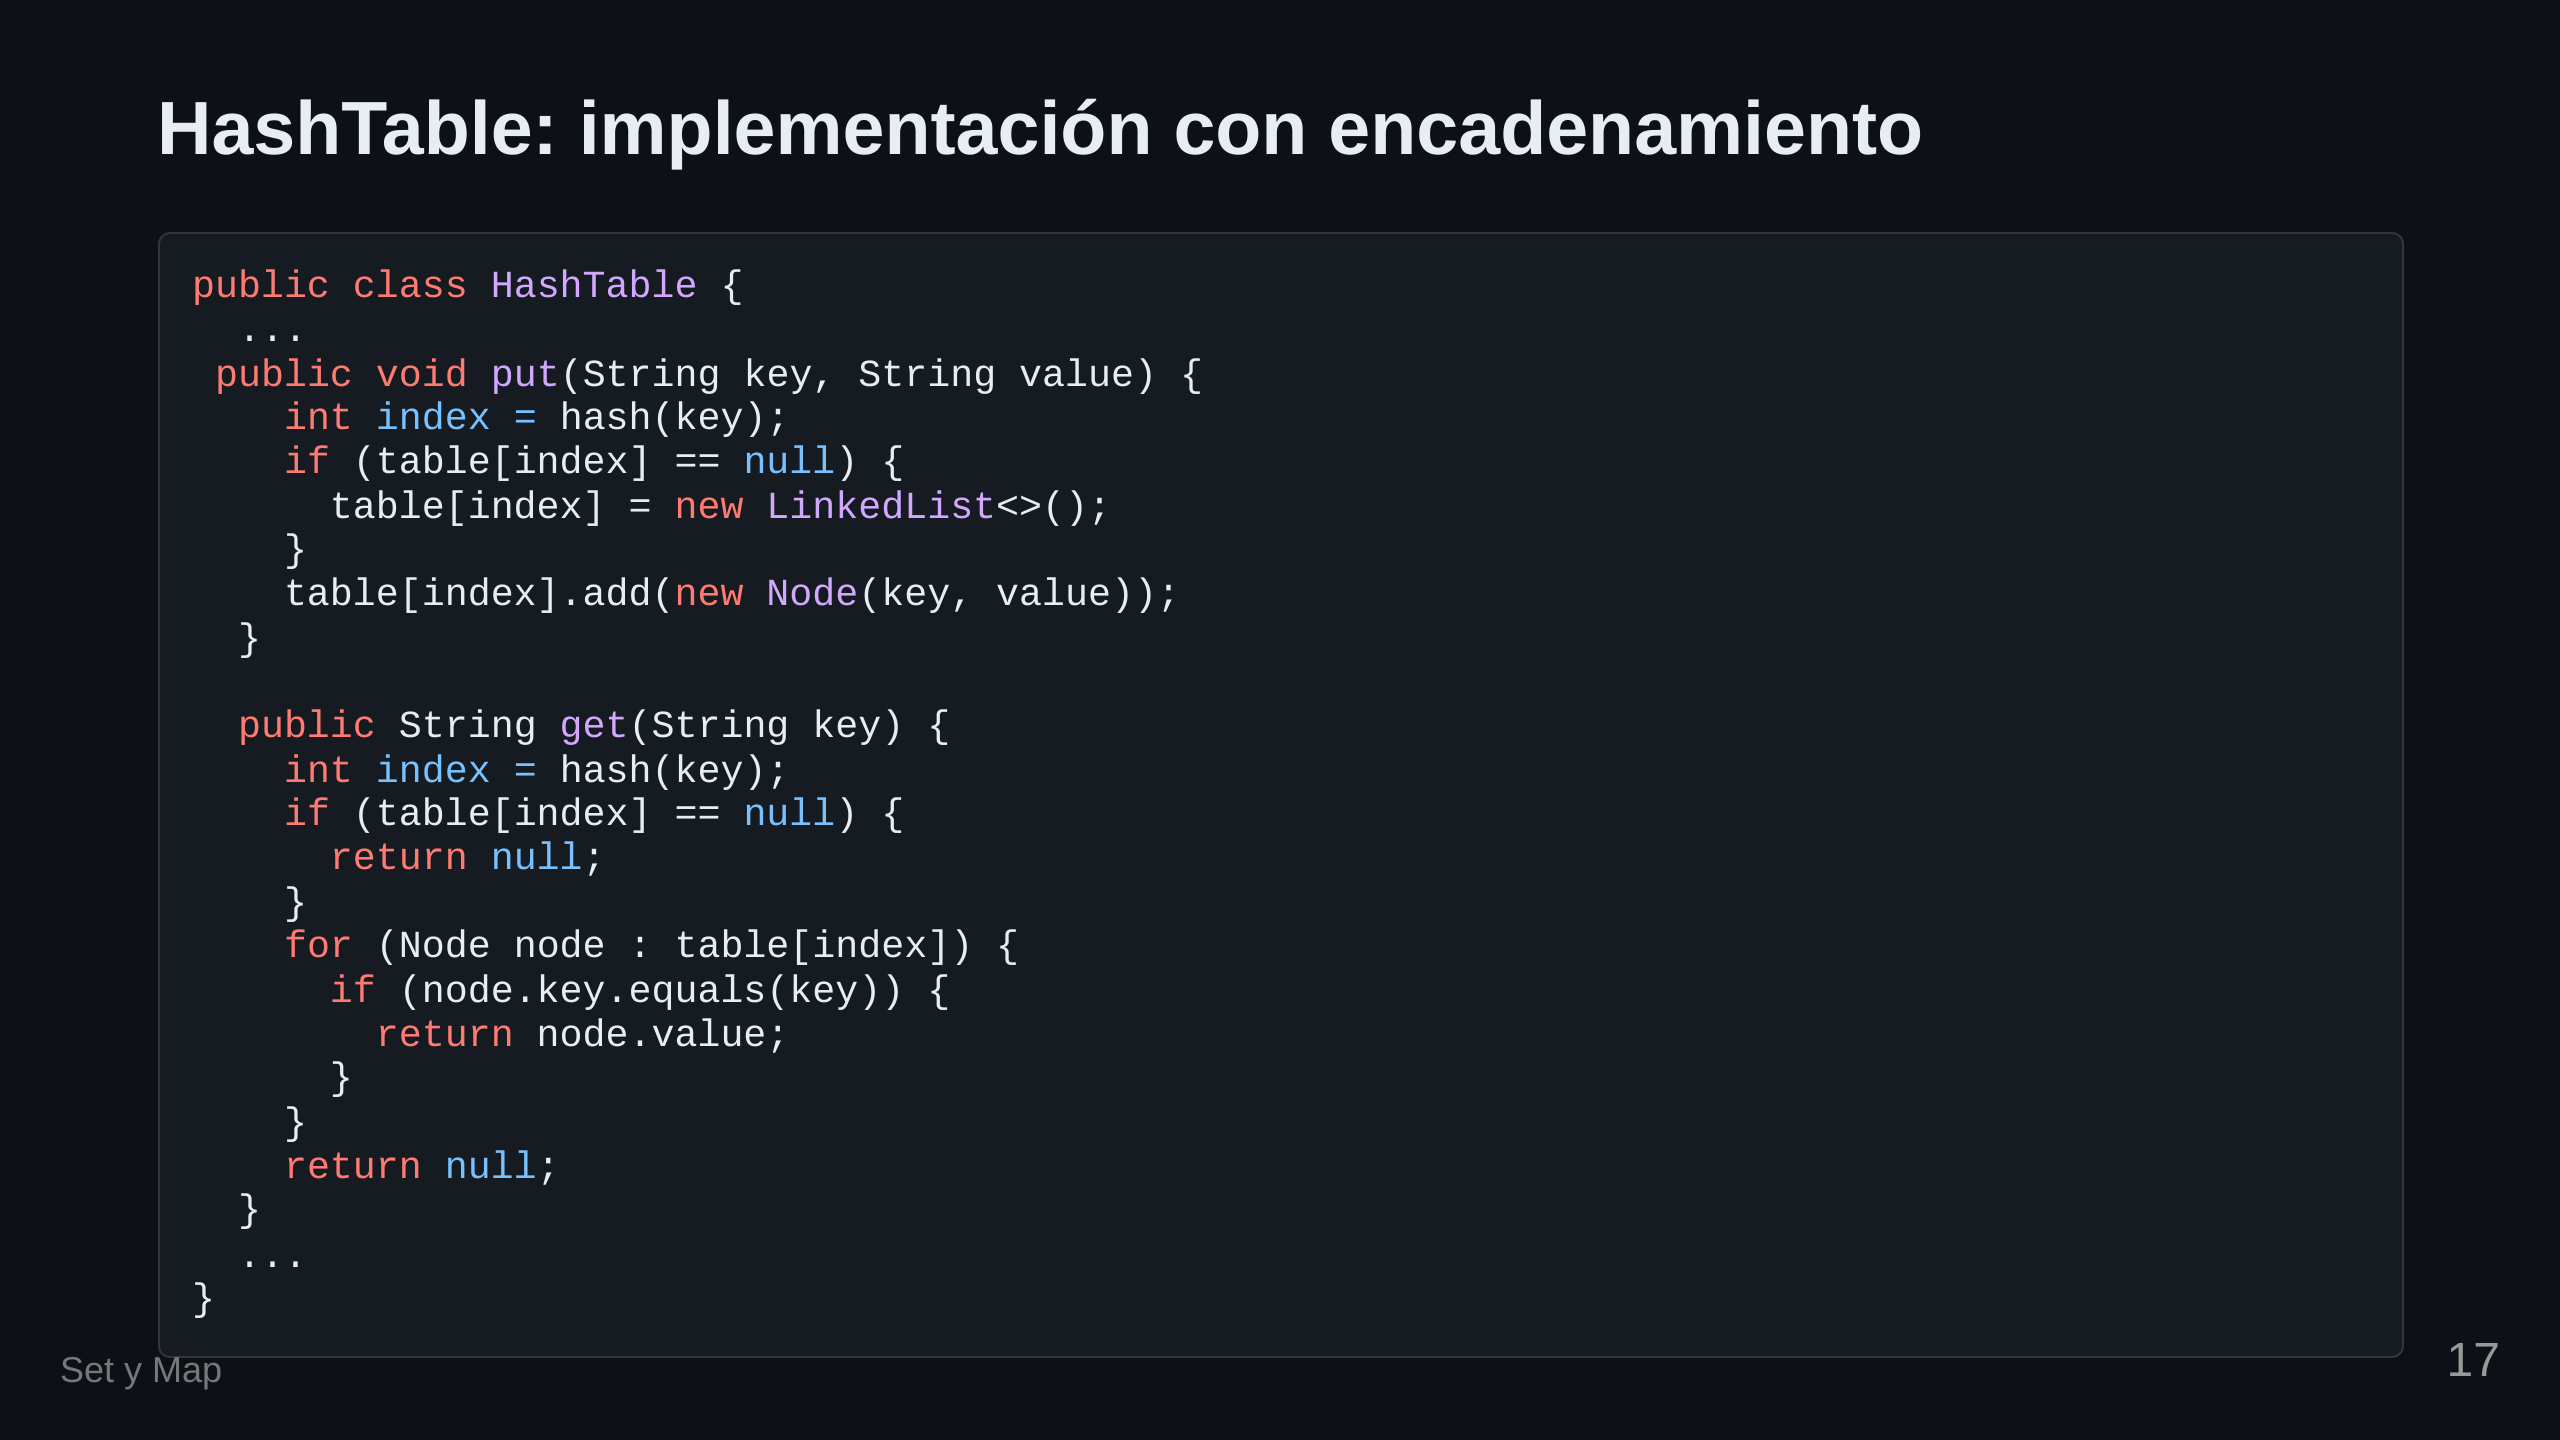 HashTable: implementación con encadenamiento
public class HashTable {
  ...
 public void put(String key, String value) {
    int index = hash(key);
    if (table[index] == null) {
      table[index] = new LinkedList<>();
    }
    table[index].add(new Node(key, value));
  }

  public String get(String key) {
    int index = hash(key);
    if (table[index] == null) {
      return null;
    }
    for (Node node : table[index]) {
      if (node.key.equals(key)) {
        return node.value;
      }
    }
    return null;
  }
  ...
}
Set y Map
17